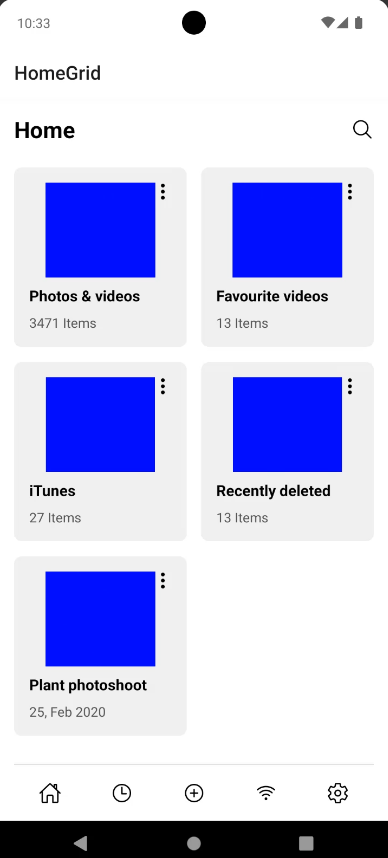 10:33
HomeGrid
Home
Photos & videos
3471 Items
Favourite videos
13 Items
iTunes
27 Items
Recently deleted
13 Items
Plant photoshoot
25, Feb 2020